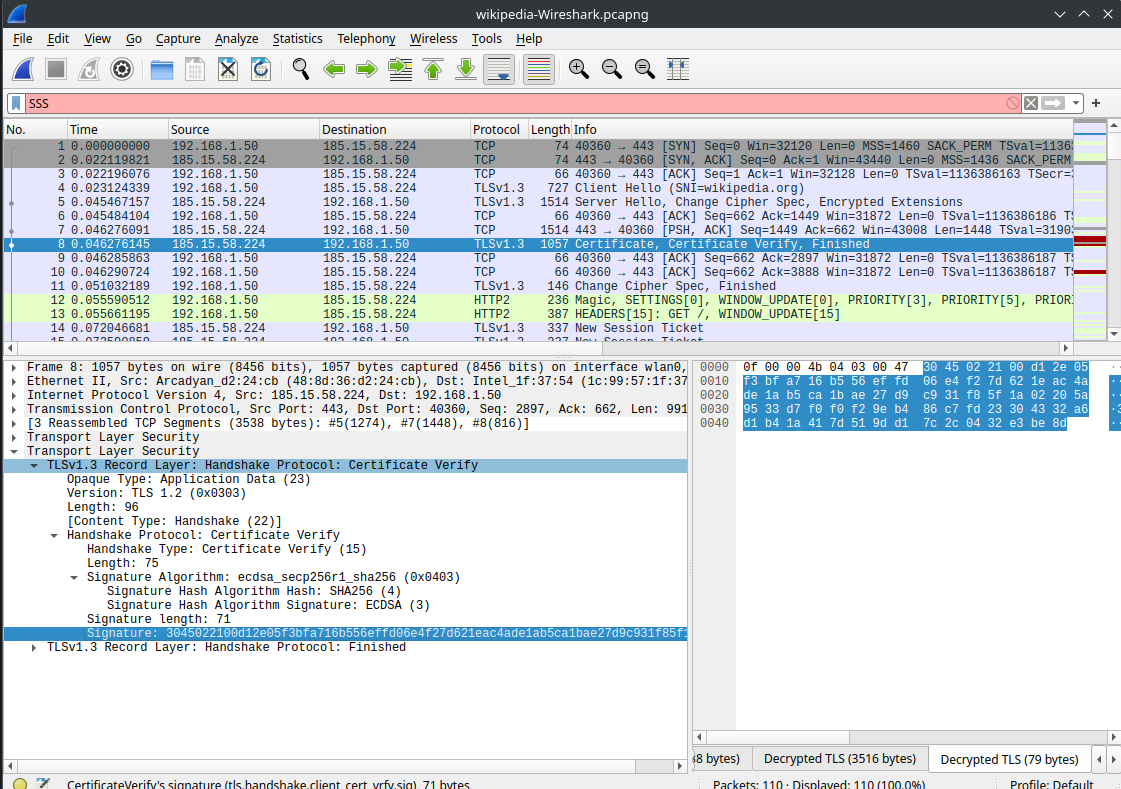 wikipedia-Wireshark.pcapng
File Edit View Go Capture Analyze Statistics Telephony Wireless Tools Help
SSS
No. Time Source Destination Protocol Length Info
1 0.000000000 192.168.1.50 185.15.58.224 TCP 74 40360 → 443 [SYN] Seq=0 Win=32120 Len=0 MSS=1460 SACK_PERM TSval=1136
2 0.022119821 185.15.58.224 192.168.1.50 TCP 74 443 → 40360 [SYN, ACK] Seq=0 Ack=1 Win=43440 Len=0 MSS=1436 SACK_PERM
3 0.022196076 192.168.1.50 185.15.58.224 TCP 66 40360 → 443 [ACK] Seq=1 Ack=1 Win=32128 Len=0 TSval=1136386163 TSecr=
4 0.023124339 192.168.1.50 185.15.58.224 TLSv1.3 727 Client Hello (SNI=wikipedia.org)
5 0.045467157 185.15.58.224 192.168.1.50 TLSv1.3 1514 Server Hello, Change Cipher Spec, Encrypted Extensions
6 0.045484104 192.168.1.50 185.15.58.224 TCP 66 40360 → 443 [ACK] Seq=662 Ack=1449 Win=31872 Len=0 TSval=1136386186
7 0.046276091 185.15.58.224 192.168.1.50 TCP 1514 443 → 40360 [PSH, ACK] Seq=1449 Ack=662 Win=43008 Len=1448 TSval=3190
8 0.046276145 185.15.58.224 192.168.1.50 TLSv1.3 1057 Certificate, Certificate Verify, Finished
9 0.046285863 192.168.1.50 185.15.58.224 TCP 66 40360 → 443 [ACK] Seq=662 Ack=2897 Win=31872 Len=0 TSval=1136386187
10 0.046290724 192.168.1.50 185.15.58.224 TCP 66 40360 → 443 [ACK] Seq=662 Ack=3888 Win=31872 Len=0 TSval=1136386187
11 0.051032189 192.168.1.50 185.15.58.224 TLSv1.3 146 Change Cipher Spec, Finished
12 0.055590512 192.168.1.50 185.15.58.224 HTTP2 236 Magic, SETTINGS[0], WINDOW_UPDATE[0], PRIORITY[3], PRIORITY[5], PRIOR
13 0.055661195 192.168.1.50 185.15.58.224 HTTP2 387 HEADERS[15]: GET /, WINDOW_UPDATE[15]
14 0.072046681 185.15.58.224 192.168.1.50 TLSv1.3 337 New Session Ticket
Frame 8: 1057 bytes on wire (8456 bits), 1057 bytes captured (8456 bits) on interface wlan0,
Ethernet II, Src: Arcadyan_d2:24:cb (48:8d:36:d2:24:cb), Dst: Intel_1f:37:54 (1c:99:57:1f:37
Internet Protocol Version 4, Src: 185.15.58.224, Dst: 192.168.1.50
Transmission Control Protocol, Src Port: 443, Dst Port: 40360, Seq: 2897, Ack: 662, Len: 991
[3 Reassembled TCP Segments (3538 bytes): #5(1274), #7(1448), #8(816)]
Transport Layer Security
Transport Layer Security
TLSv1.3 Record Layer: Handshake Protocol: Certificate Verify
Opaque Type: Application Data (23)
Version: TLS 1.2 (0x0303)
Length: 96
[Content Type: Handshake (22)]
Handshake Protocol: Certificate Verify
Handshake Type: Certificate Verify (15)
Length: 75
Signature Algorithm: ecdsa_secp256r1_sha256 (0x0403)
Signature Hash Algorithm Hash: SHA256 (4)
Signature Hash Algorithm Signature: ECDSA (3)
Signature length: 71
Signature: 3045022100d12e05f3bfa716b556effd06e4f27d621eac4ade1ab5ca1bae27d9c931f85f1
TLSv1.3 Record Layer: Handshake Protocol: Finished
0000 0f 00 00 4b 04 03 00 47 30 45 02 21 00 d1 2e 05
0010 f3 bf a7 16 b5 56 ef fd 06 e4 f2 7d 62 1e ac 4a
0020 de 1a b5 ca 1b ae 27 d9 c9 31 f8 5f 1a 02 20 5a
0030 95 33 d7 f0 f0 f2 9e b4 86 c7 fd 23 30 43 32 a6
0040 d1 b4 1a 41 7d 51 9d d1 7c 2c 04 32 e3 be 8d
8 bytes) Decrypted TLS (3516 bytes) Decrypted TLS (79 bytes)
CertificateVerify's signature (tls.handshake.client_cert_vrfy.sig), 71 bytes Packets: 110 · Displayed: 110 (100.0%) Profile: Default